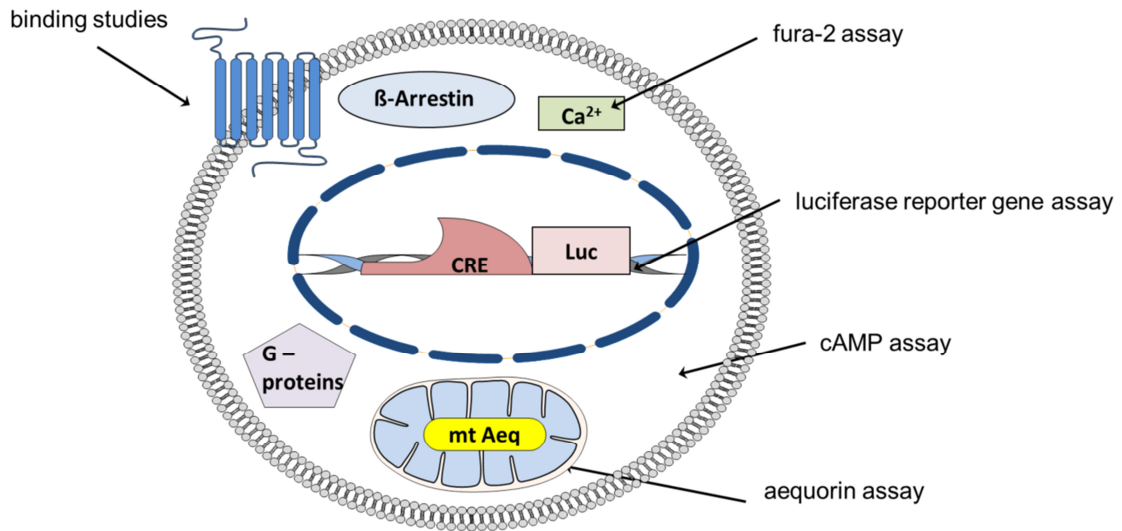 binding studies
fura-2 assay
ß-Arrestin
Ca²⁺
luciferase reporter gene assay
Luc
CRE
cAMP assay
G –
proteins
mt Aeq
aequorin assay